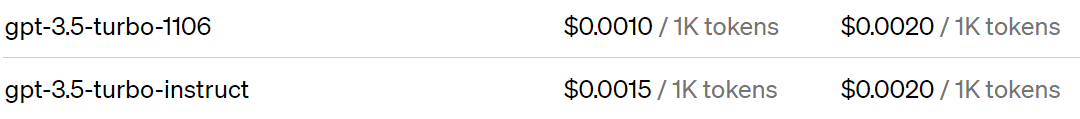 gpt-3.5-turbo-1106 $0.0010 / 1K tokens $0.0020 / 1K tokens
gpt-3.5-turbo-instruct $0.0015 / 1K tokens $0.0020 / 1K tokens